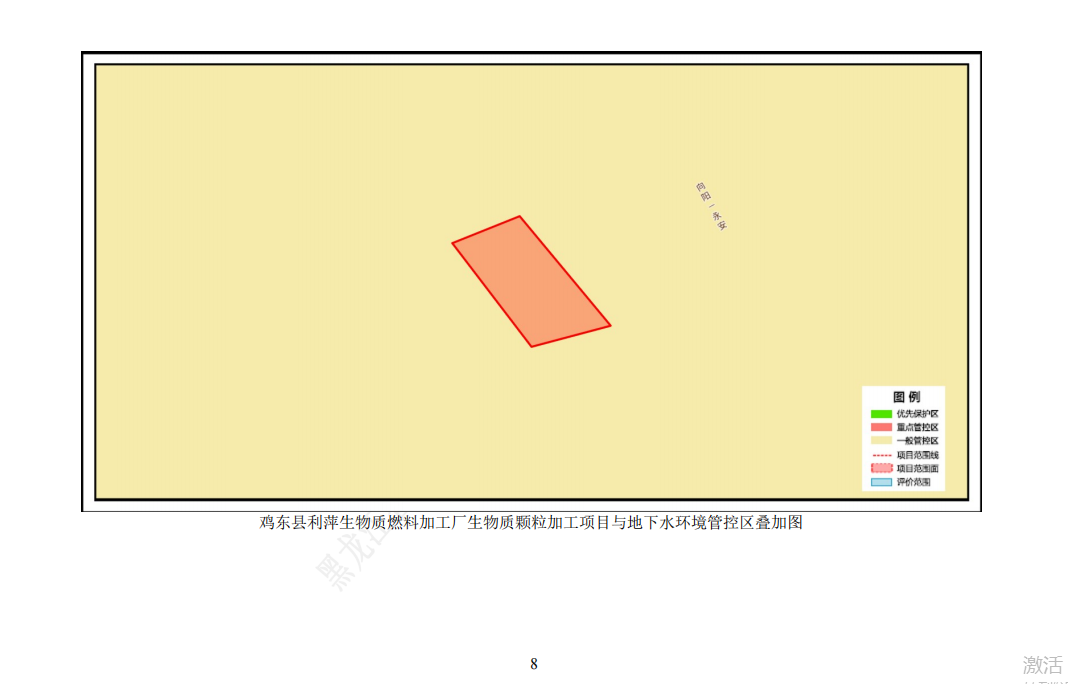 向阳-永安
图例
优先保护区
重点管控区
一般管控区
项目范围线
项目范围面
评价范围
鸡东县利萍生物质燃料加工厂生物质颗粒加工项目与地下水环境管控区叠加图
黑龙江
8
激活